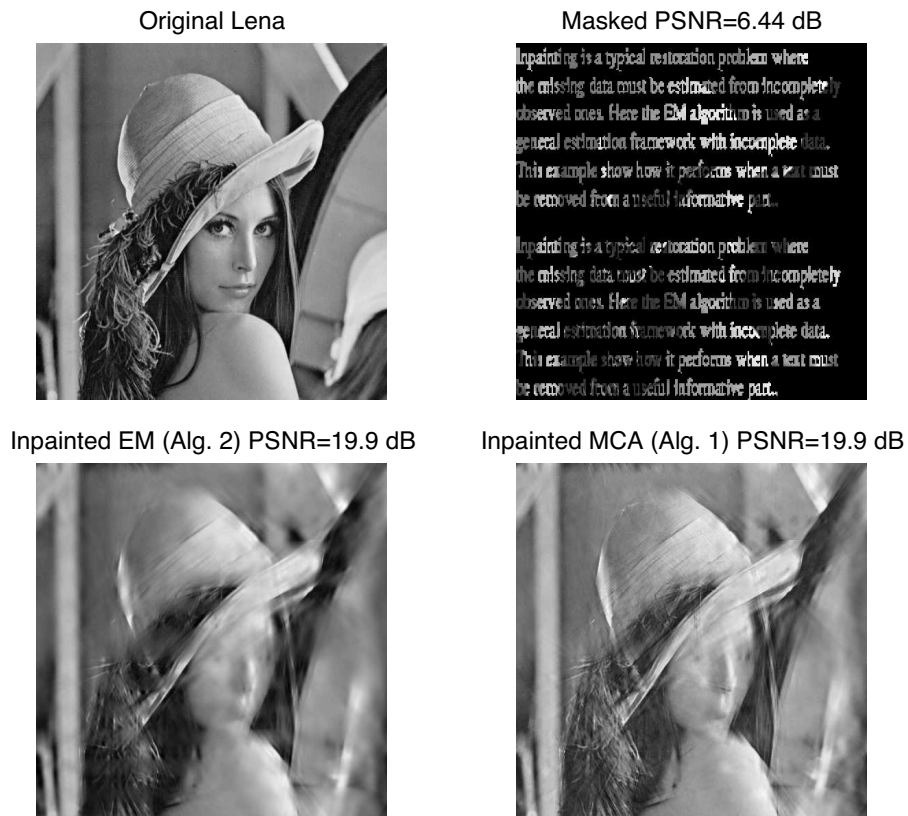 Original Lena
Masked PSNR=6.44 dB
Inpainting is a typical restoration problem where
the missing data must be estimated from incompletely
observed ones. Here the EM algorithm is used as a
general estimation framework with incomplete data.
This example show how it performs when a text must
be removed from a useful informative part..
Inpainting is a typical restoration problem where
the missing data must be estimated from incompletely
observed ones. Here the EM algorithm is used as a
general estimation framework with incomplete data.
This example show how it performs when a text must
be removed from a useful informative part..
Inpainted EM (Alg. 2) PSNR=19.9 dB
Inpainted MCA (Alg. 1) PSNR=19.9 dB